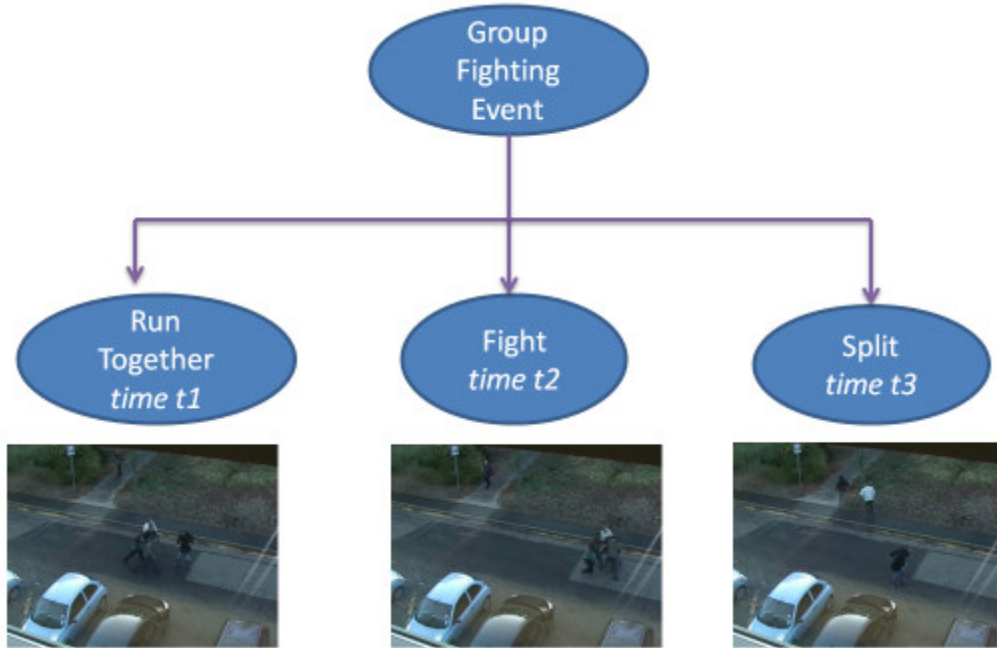 Group
Fighting
Event
Run
Together
time t1
Fight
time t2
Split
time t3